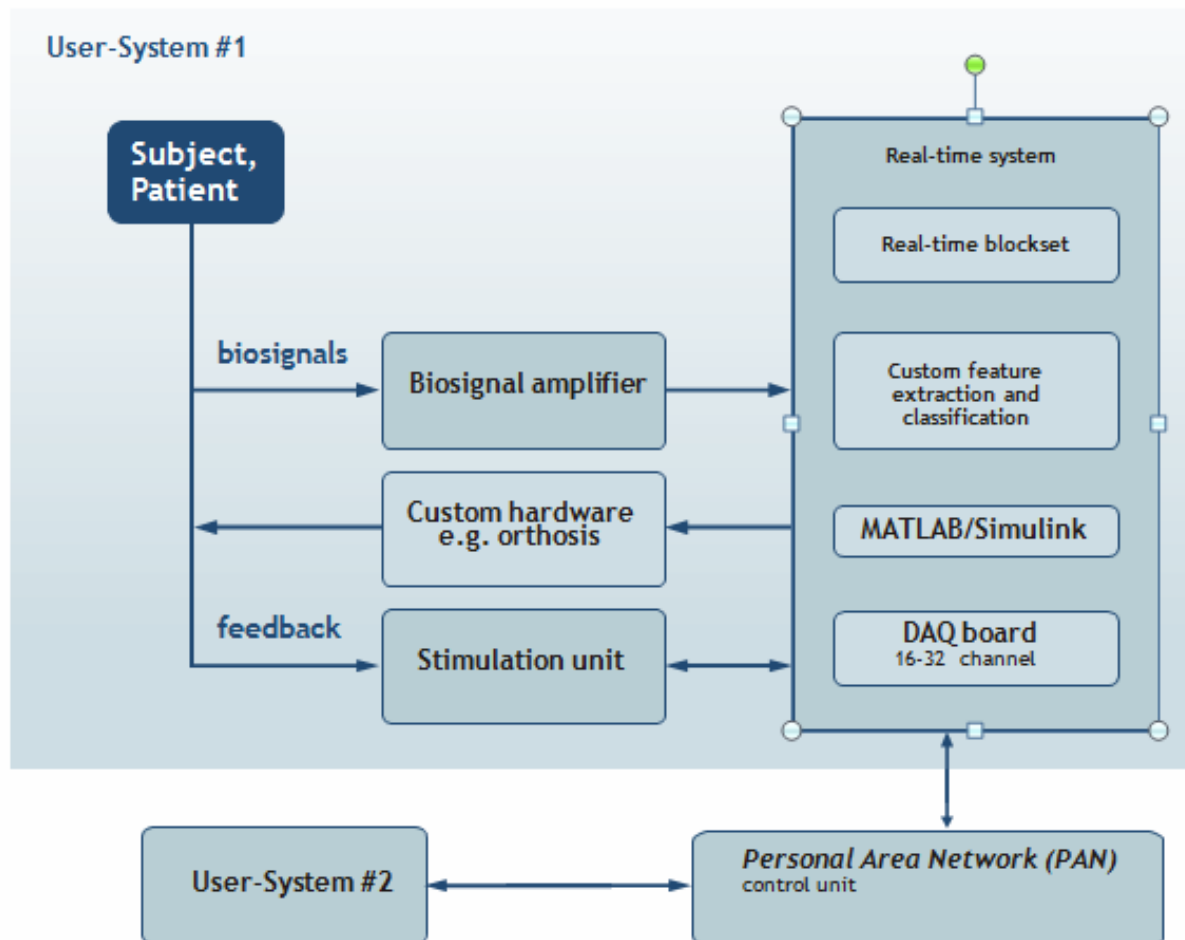 User-System #1
Subject,
Patient
Real-time system
Real-time blockset
biosignals
Biosignal amplifier
Custom feature
extraction and
classification
Custom hardware
e.g. orthosis
MATLAB/Simulink
feedback
Stimulation unit
DAQ board
16-32 channel
User-System #2
Personal Area Network (PAN)
control unit